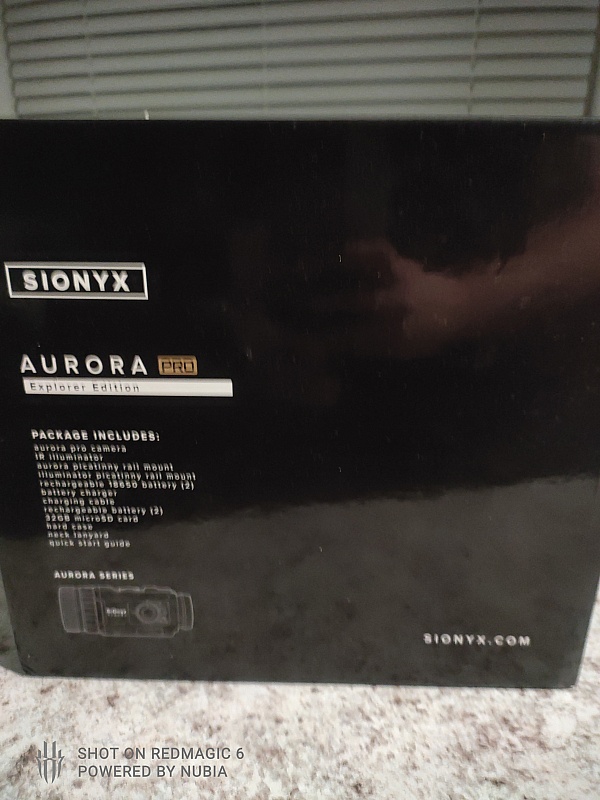 SIONYX
AURORA PRO
Explorer Edition
PACKAGE INCLUDES:
aurora pro camera
IR illuminator
aurora picatinny rail mount
illuminator picatinny rail mount
rechargeable 18650 battery (2)
battery charger
charging cable
rechargeable battery (2)
32GB microSD card
hard case
neck lanyard
quick start guide
AURORA SERIES
SiOnyx
SIONYX.COM
SHOT ON REDMAGIC 6
POWERED BY NUBIA